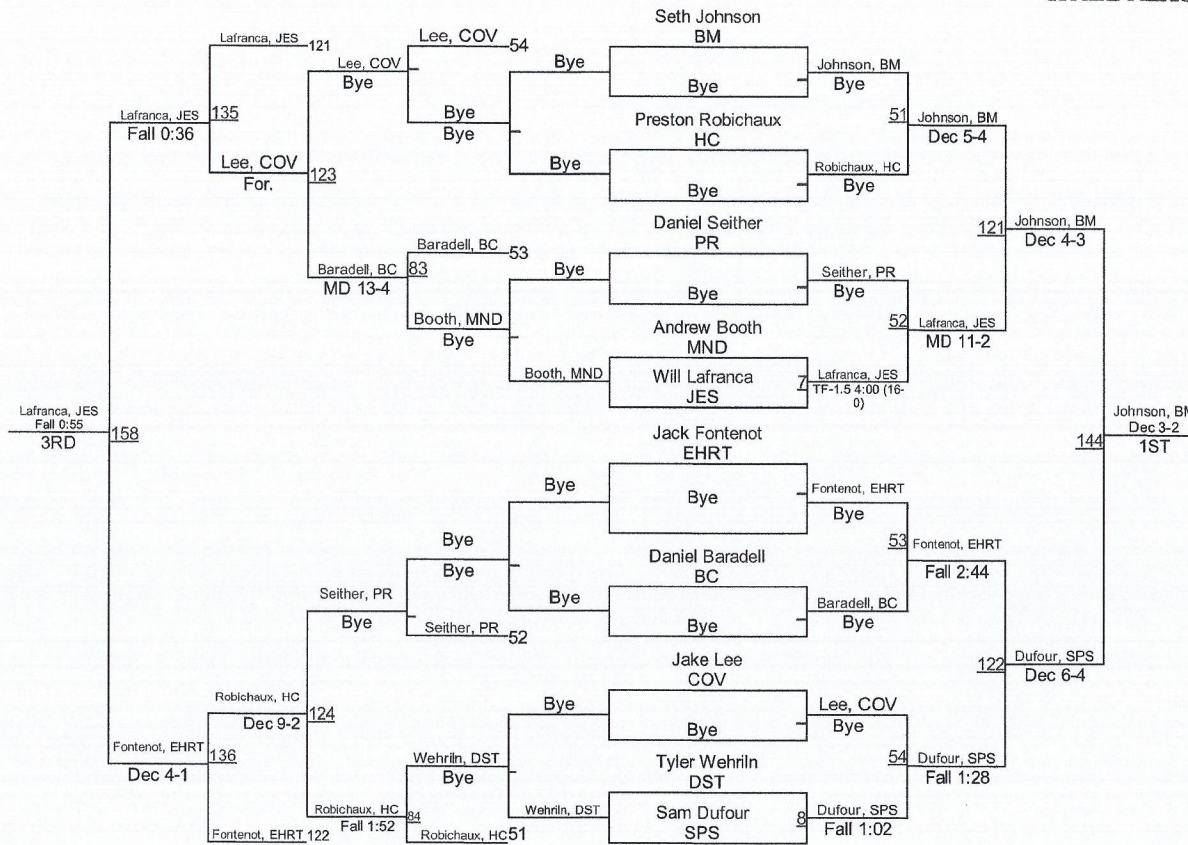 Seth Johnson
BM
Bye
Preston Robichaux
HC
Bye
Daniel Seither
PR
Bye
Andrew Booth
MND
Will Lafranca
JES
7
Jack Fontenot
EHRT
Bye
Daniel Baradell
BC
Bye
Jake Lee
COV
Bye
Tyler Wehrlin
DST
Sam Dufour
SPS
8
Johnson, BM
Bye
Robichaux, HC
Bye
Seither, PR
Bye
Lafranca, JES
TF-1.5 4:00 (16-
0)
Fontenot, EHRT
Bye
Baradell, BC
Bye
Lee, COV
Bye
Dufour, SPS
Fall 1:02
51
Johnson, BM
Dec 5-4
52
Lafranca, JES
MD 11-2
53
Fontenot, EHRT
Fall 2:44
54
Dufour, SPS
Fall 1:28
121
Johnson, BM
Dec 4-3
122
Dufour, SPS
Dec 6-4
144
Johnson, BM
Dec 3-2
1ST
Bye
Bye
Bye
Booth, MND
Bye
Bye
Bye
Wehrlin, DST
Lee, COV
54
Bye
Bye
Baradell, BC
53
Booth, MND
Bye
Bye
Bye
Seither, PR
52
Wehrlin, DST
Bye
Robichaux, HC
51
Lee, COV
Bye
Baradell, BC
83
MD 13-4
Seither, PR
Bye
Robichaux, HC
84
Fall 1:52
Lafranca, JES
121
Lee, COV
123
For.
Robichaux, HC
124
Dec 9-2
Fontenot, EHRT
122
Lafranca, JES
135
Fall 0:36
Fontenot, EHRT
136
Dec 4-1
Lafranca, JES
Fall 0:55
158
3RD